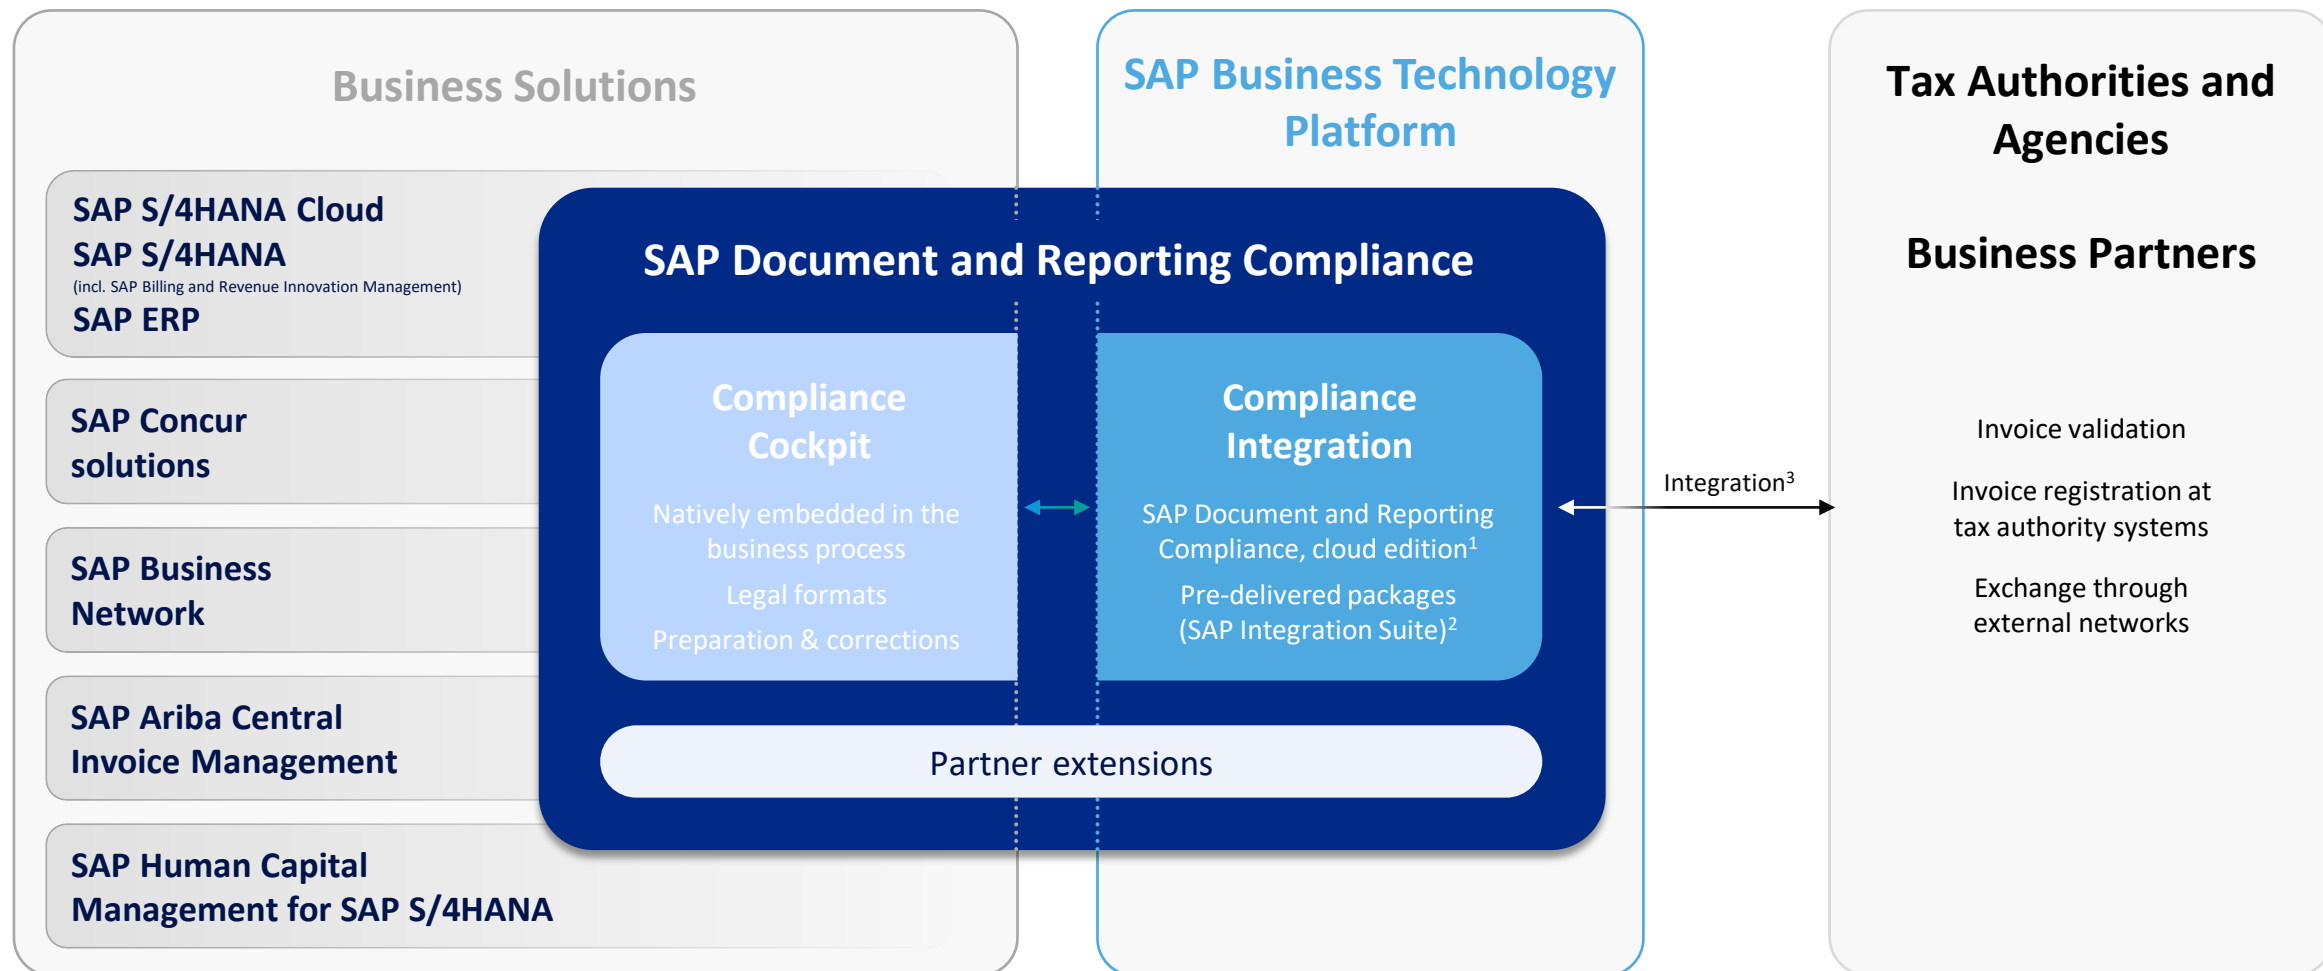 Business Solutions
SAP S/4HANA Cloud
SAP S/4HANA
(incl. SAP Billing and Revenue Innovation Management)
SAP ERP
SAP Concur
solutions
SAP Business
Network
SAP Ariba Central
Invoice Management
SAP Human Capital
Management for SAP S/4HANA
SAP Business Technology
Platform
SAP Document and Reporting Compliance
Compliance
Cockpit
Natively embedded in the
business process
Legal formats
Preparation & corrections
Compliance
Integration
SAP Document and Reporting
Compliance, cloud edition¹
Pre-delivered packages
(SAP Integration Suite)²
Partner extensions
Integration³
Tax Authorities and
Agencies
Business Partners
Invoice validation
Invoice registration at
tax authority systems
Exchange through
external networks